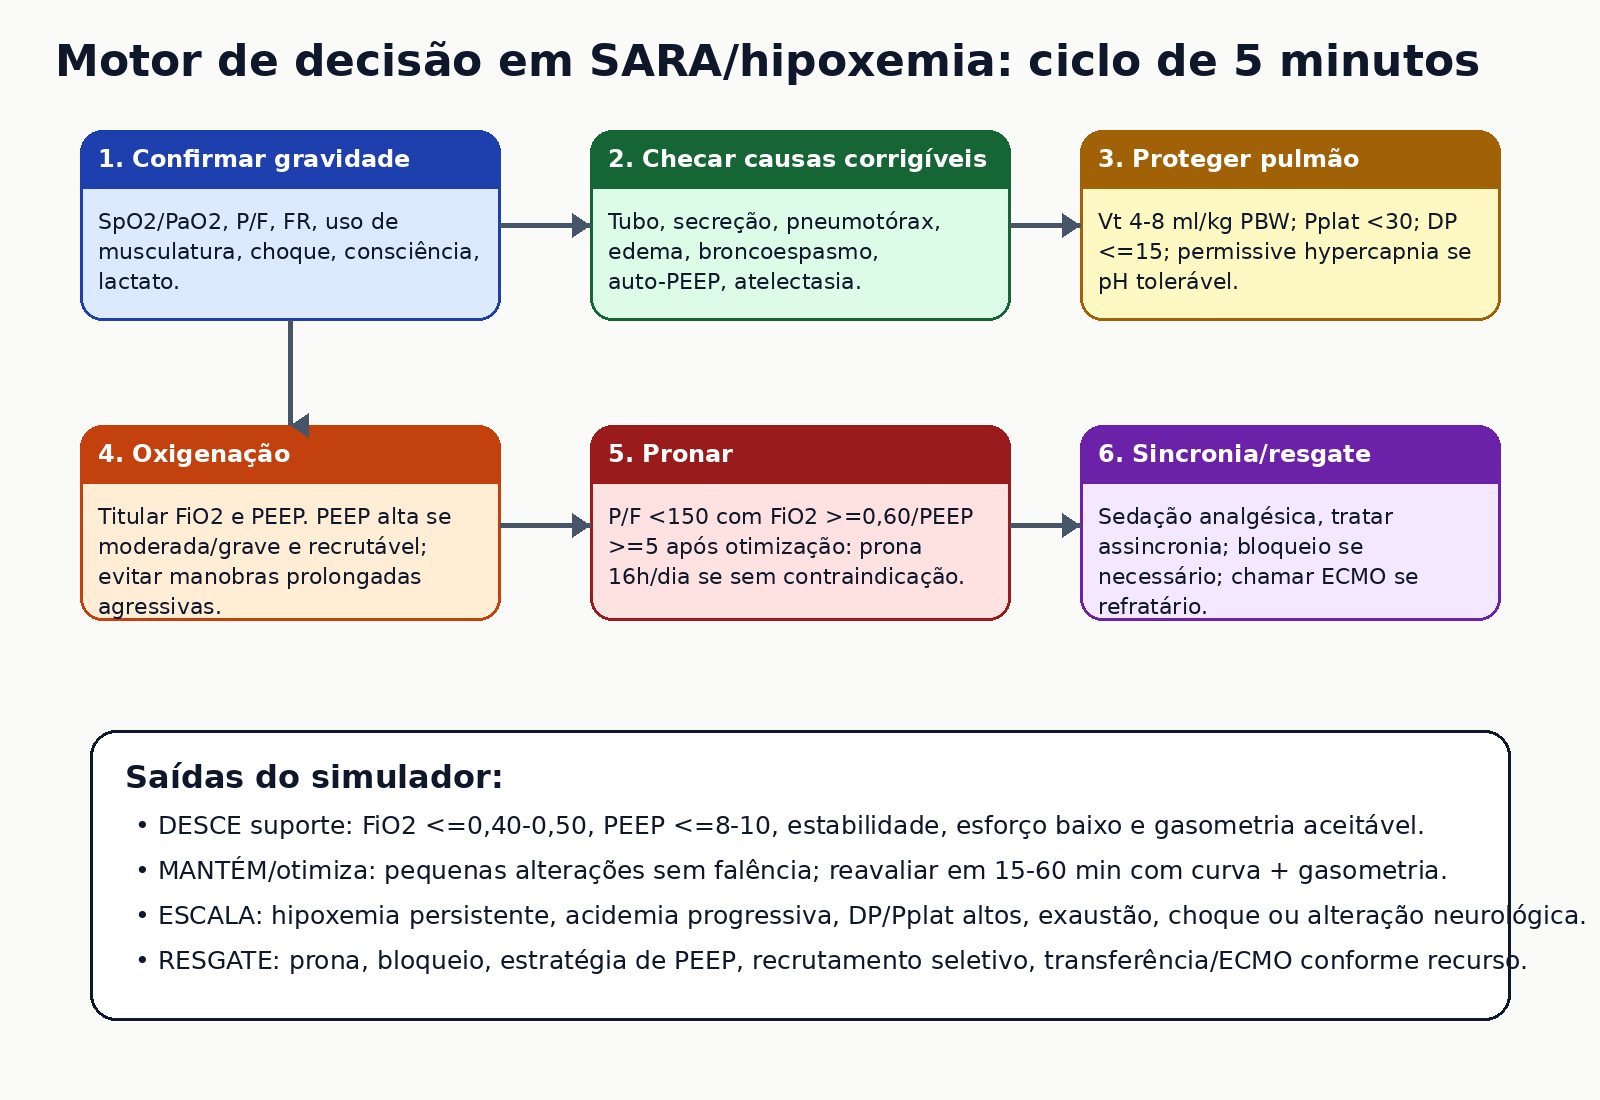 Motor de decisão em SARA/hipoxemia: ciclo de 5 minutos
1. Confirmar gravidade
SpO2/PaO2, P/F, FR, uso de
musculatura, choque, consciência,
lactato.
2. Checar causas corrigíveis
Tubo, secreção, pneumotórax,
edema, broncoespasmo,
auto-PEEP, atelectasia.
3. Proteger pulmão
Vt 4-8 ml/kg PBW; Pplat <30; DP
<=15; permissive hypercapnia se
pH tolerável.
4. Oxigenação
Titular FiO2 e PEEP. PEEP alta se
moderada/grave e recrutável;
evitar manobras prolongadas
agressivas.
5. Pronar
P/F <150 com FiO2 >=0,60/PEEP
>=5 após otimização: prona
16h/dia se sem contraindicação.
6. Sincronia/resgate
Sedação analgésica, tratar
assincronia; bloqueio se
necessário; chamar ECMO se
refratário.
Saídas do simulador:
• DESCE suporte: FiO2 <=0,40-0,50, PEEP <=8-10, estabilidade, esforço baixo e gasometria aceitável.
• MANTÉM/otimiza: pequenas alterações sem falência; reavaliar em 15-60 min com curva + gasometria.
• ESCALA: hipoxemia persistente, acidemia progressiva, DP/Pplat altos, exaustão, choque ou alteração neurológica.
• RESGATE: prona, bloqueio, estratégia de PEEP, recrutamento seletivo, transferência/ECMO conforme recurso.